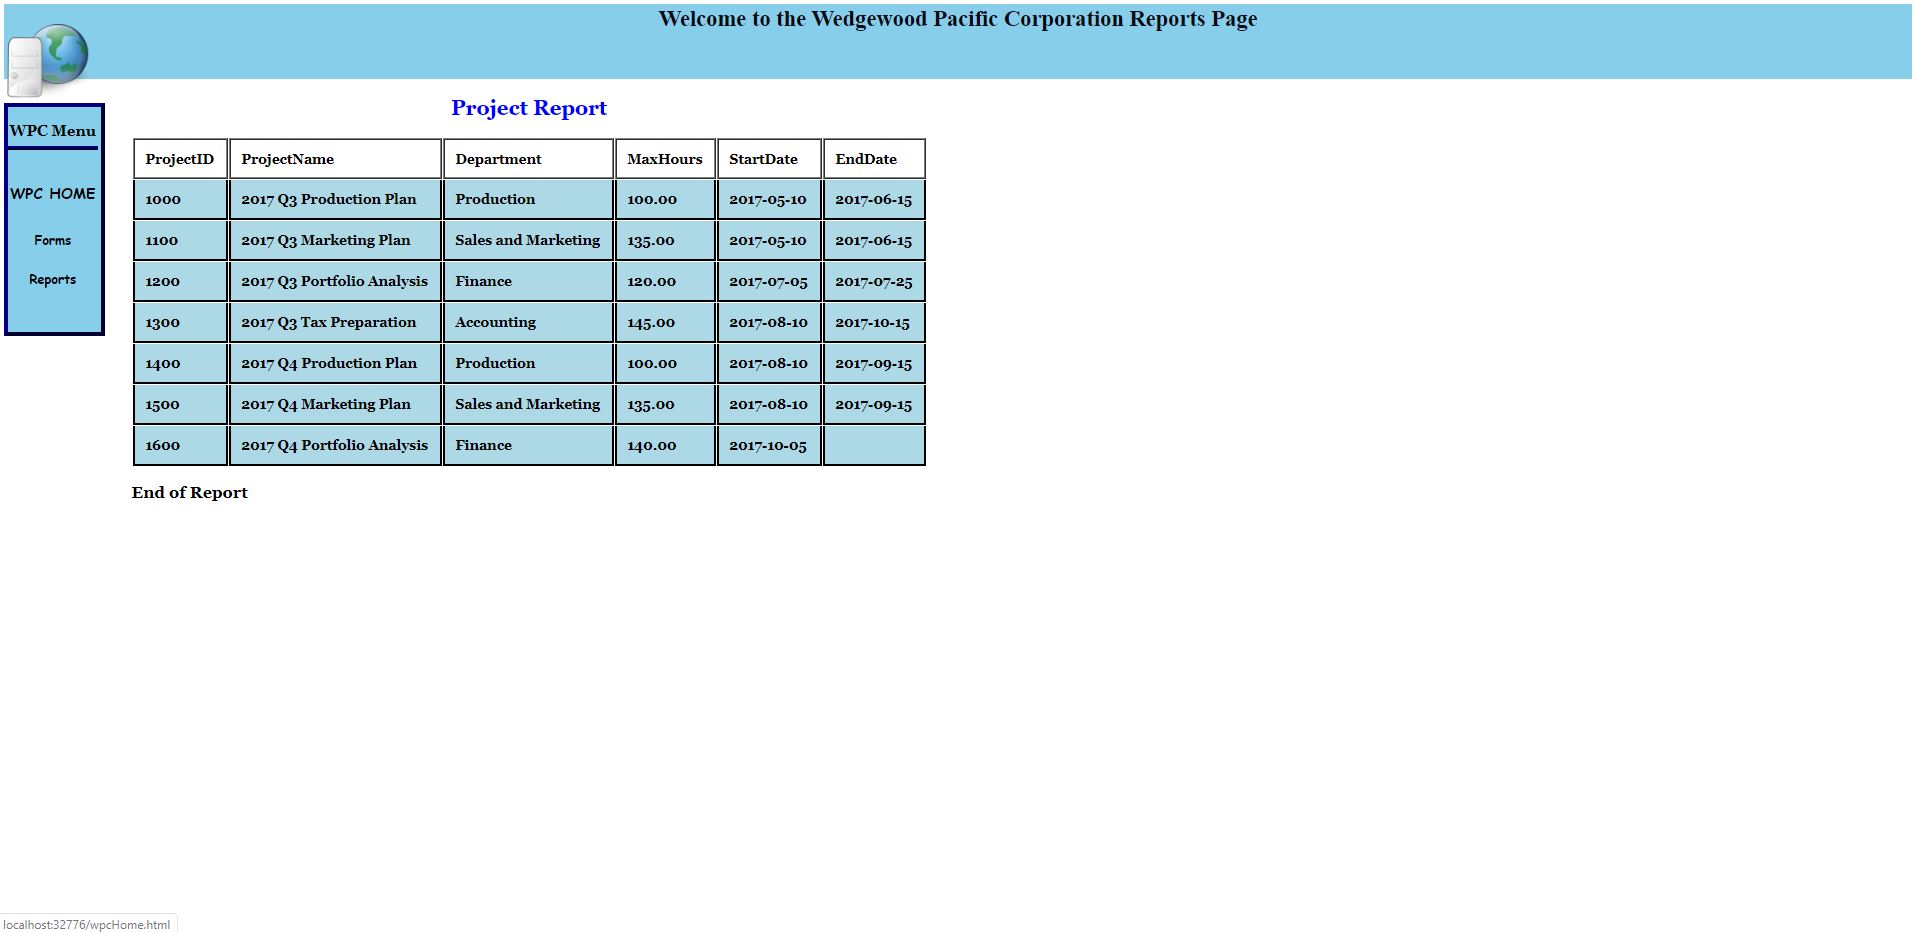 Welcome to the Wedgewood Pacific Corporation Reports Page
WPC Menu
WPC HOME
Forms
Reports
Project Report
ProjectID ProjectName Department MaxHours StartDate EndDate
1000 2017 Q3 Production Plan Production 100.00 2017-05-10 2017-06-15
1100 2017 Q3 Marketing Plan Sales and Marketing 135.00 2017-05-10 2017-06-15
1200 2017 Q3 Portfolio Analysis Finance 120.00 2017-07-05 2017-07-25
1300 2017 Q3 Tax Preparation Accounting 145.00 2017-08-10 2017-10-15
1400 2017 Q4 Production Plan Production 100.00 2017-08-10 2017-09-15
1500 2017 Q4 Marketing Plan Sales and Marketing 135.00 2017-08-10 2017-09-15
1600 2017 Q4 Portfolio Analysis Finance 140.00 2017-10-05
End of Report
localhost:32776/wpcHome.html